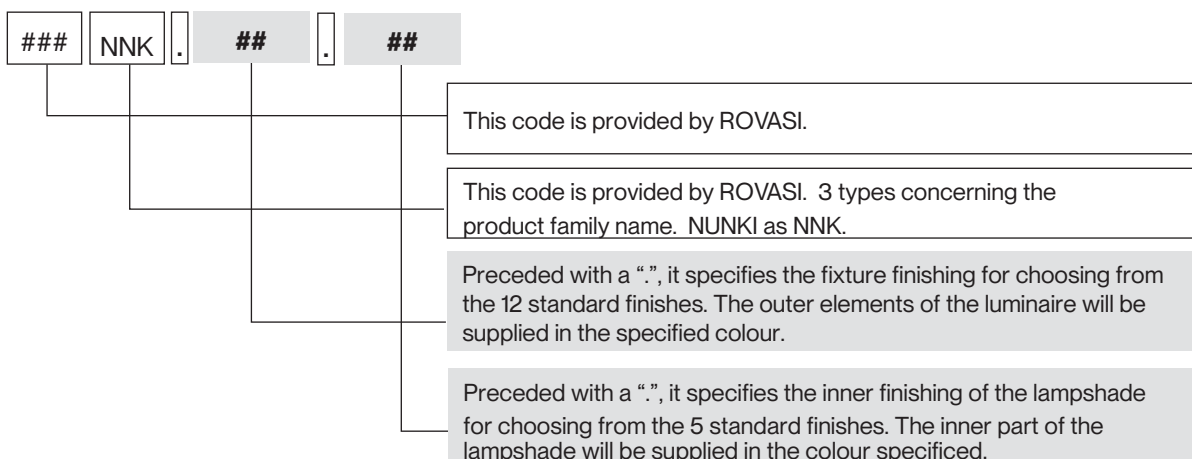 ### NNK . ## . ##
This code is provided by ROVASI.
This code is provided by ROVASI. 3 types concerning the
product family name. NUNKI as NNK.
Preceded with a “.”, it specifies the fixture finishing for choosing from
the 12 standard finishes. The outer elements of the luminaire will be
supplied in the specified colour.
Preceded with a “.”, it specifies the inner finishing of the lampshade
for choosing from the 5 standard finishes. The inner part of the
lampshade will be supplied in the colour specificed.